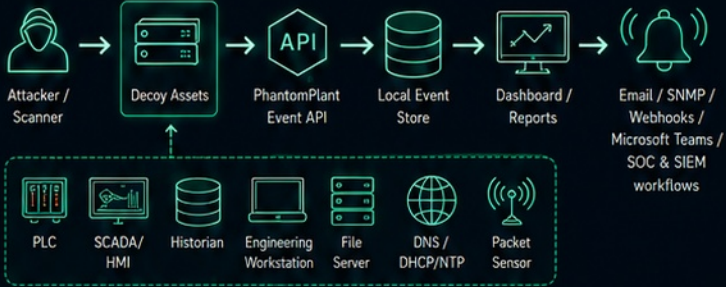 Attacker /
Scanner
Decoy Assets
API
PhantomPlant
Event API
Local Event
Store
Dashboard /
Reports
Email / SNMP /
Webhooks /
Microsoft Teams /
SOC & SIEM
workflows
PLC
SCADA/
HMI
Historian
Engineering
Workstation
File
Server
DNS /
DHCP/NTP
Packet
Sensor